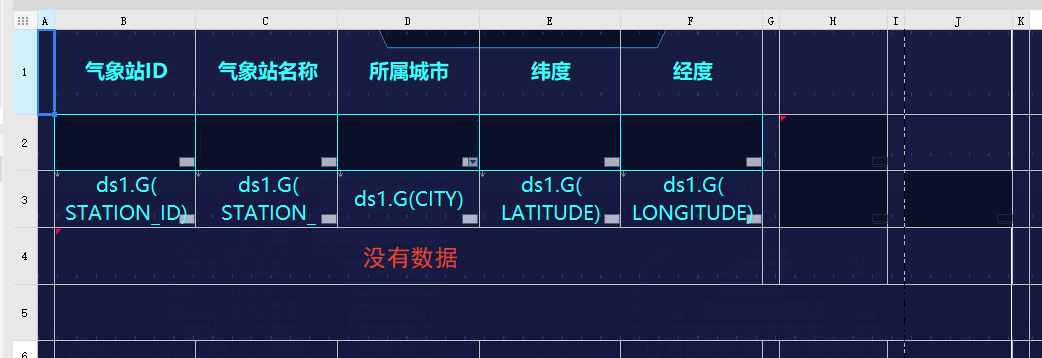 A B C D E F G H I J K
1 气象站ID 气象站名称 所属城市 纬度 经度
2
3 ds1.G( ds1.G( ds1.G(CITY) ds1.G( ds1.G(
STATION_ID) STATION_ LATITUDE) LONGITUDE)
4 没有数据
5
6